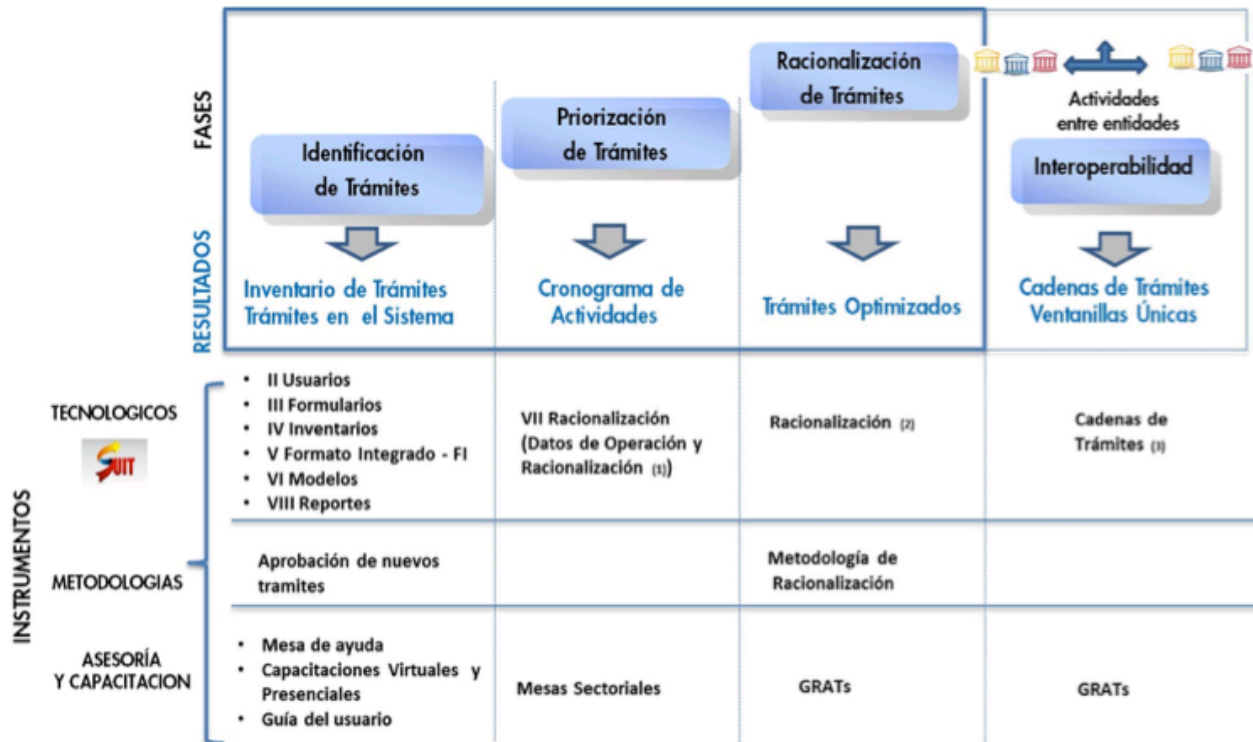 FASES
Identificación
de Trámites
Priorización
de Trámites
Racionalización
de Trámites
Actividades
entre entidades
Interoperabilidad
RESULTADOS
Inventario de Trámites
Trámites en el Sistema
Cronograma de
Actividades
Trámites Optimizados
Cadenas de Trámites
Ventanillas Únicas
INSTRUMENTOS
TECNOLOGICOS
SUIT
• II Usuarios
• III Formularios
• IV Inventarios
• V Formato Integrado - FI
• VI Modelos
• VIII Reportes
VII Racionalización
(Datos de Operación y
Racionalización (1))
Racionalización (2)
Cadenas de
Trámites (3)
METODOLOGIAS
Aprobación de nuevos
tramites
Metodología de
Racionalización
ASESORÍA
Y CAPACITACION
• Mesa de ayuda
• Capacitaciones Virtuales y
Presenciales
• Guía del usuario
Mesas Sectoriales
GRATs
GRATs